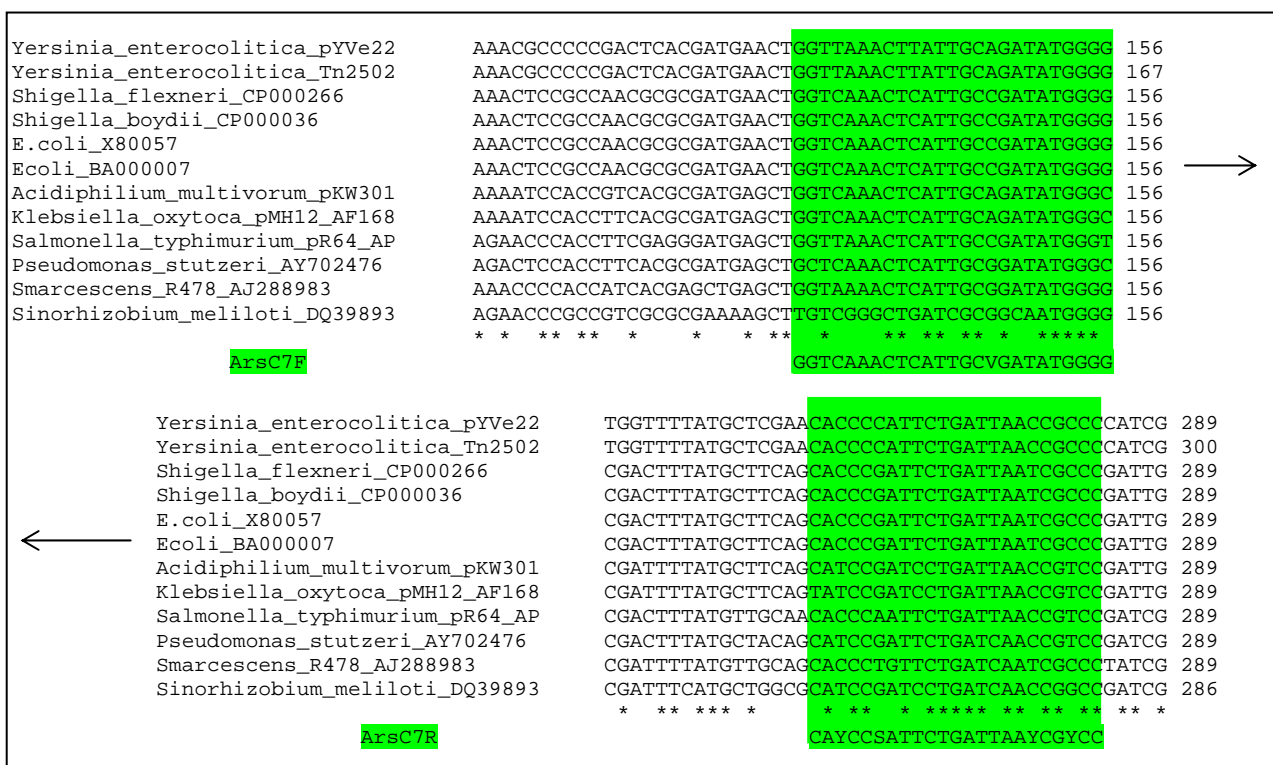 Yersinia_enterocolitica_pYVe22 AAACGCCCCCGACTCACGATGAACTGGTTAAACTTATTGCAGATATGGGG 156
Yersinia_enterocolitica_Tn2502 AAACGCCCCCGACTCACGATGAACTGGTTAAACTTATTGCAGATATGGGG 167
Shigella_flexneri_CP000266 AAACTCCGCCAACGCGCGATGAACTGGTCAAACTCATTGCCGATATGGGG 156
Shigella_boydii_CP000036 AAACTCCGCCAACGCGCGATGAACTGGTCAAACTCATTGCCGATATGGGG 156
E.coli_X80057 AAACTCCGCCAACGCGCGATGAACTGGTCAAACTCATTGCCGATATGGGG 156
Ecoli_BA000007 AAACTCCGCCAACGCGCGATGAACTGGTCAAACTCATTGCCGATATGGGG 156
Acidiphilium_multivorum_pKW301 AAAATCCACCGTCACGCGATGAGCTGGTCAAACTCATTGCAGATATGGGC 156
Klebsiella_oxytoca_pMH12_AF168 AAAATCCACCTTCACGCGATGAGCTGGTCAAACTCATTGCAGATATGGGC 156
Salmonella_typhimurium_pR64_AP AGAACCCACCTTCGAGGGATGAGCTGGTTAAACTCATTGCCGATATGGGT 156
Pseudomonas_stutzeri_AY702476 AGACTCCACCTTCACGCGATGAGCTGCTCAAACTCATTGCGGATATGGGC 156
Smarcescens_R478_AJ288983 AAACCCCACCATCACGAGCTGAGCTGGTAAAACTCATTGCGGATATGGGG 156
Sinorhizobium_meliloti_DQ39893 AGAACCCGCCGTCGCGCGAAAAGCTTGTCGGGCTGATCGCGGCAATGGGG 156
* * ** ** * * * ** * ** ** ** * *****
ArsC7F GGTCAAACTCATTGCVGATATGGGG
Yersinia_enterocolitica_pYVe22 TGGTTTTATGCTCGAACACCCCATTCTGATTAACCGCCCCATCG 289
Yersinia_enterocolitica_Tn2502 TGGTTTTATGCTCGAACACCCCATTCTGATTAACCGCCCCATCG 300
Shigella_flexneri_CP000266 CGACTTTATGCTTCAGCACCCGATTCTGATTAATCGCCCGATTG 289
Shigella_boydii_CP000036 CGACTTTATGCTTCAGCACCCGATTCTGATTAATCGCCCGATTG 289
E.coli_X80057 CGACTTTATGCTTCAGCACCCGATTCTGATTAATCGCCCGATTG 289
Ecoli_BA000007 CGACTTTATGCTTCAGCACCCGATTCTGATTAATCGCCCGATTG 289
Acidiphilium_multivorum_pKW301 CGATTTTATGCTTCAGCATCCGATCCTGATTAACCGTCCGATTG 289
Klebsiella_oxytoca_pMH12_AF168 CGATTTTATGCTTCAGTATCCGATCCTGATTAACCGTCCGATTG 289
Salmonella_typhimurium_pR64_AP CGACTTTATGTTGCAACACCCAATTCTGATTAACCGTCCGATTG 289
Pseudomonas_stutzeri_AY702476 CGACTTTATGCTACAGCATCCGATTCTGATCAACCGTCCGATCG 289
Smarcescens_R478_AJ288983 CGATTTTATGTTGCAGCACCCTGTTCTGATCAATCGCCCTATCG 289
Sinorhizobium_meliloti_DQ39893 CGATTTCATGCTGGCGCATCCGATCCTGATCAACCGGCCGATCG 286
* ** *** * * ** * ***** ** ** ** ** *
ArsC7R CAYCCSATTCTGATTAAYCGYCC